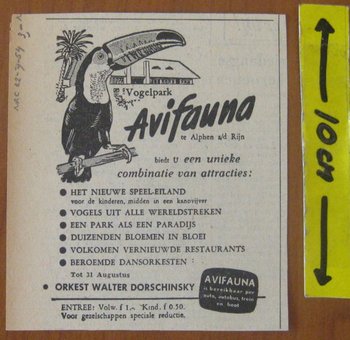 Vogelpark
Avifauna
te Alphen a/d Rijn
biedt U een unieke
combinatie van attracties:
● HET NIEUWE SPEEL-EILAND
voor de kinderen, midden in een kanovijver
● VOGELS UIT ALLE WERELDSTREKEN
● EEN PARK ALS EEN PARADIJS
● DUIZENDEN BLOEMEN IN BLOEI
● VOLKOMEN VERNIEUWDE RESTAURANTS
● BEROEMDE DANSORKESTEN
Tot 31 Augustus
● ORKEST WALTER DORSCHINSKY
ENTREE: Volw. f 1.- Kind. f 0.50.
Voor gezelschappen speciale reductie.
AVIFAUNA
is bereikbaar per
auto, autobus, trein
en boot
10cm